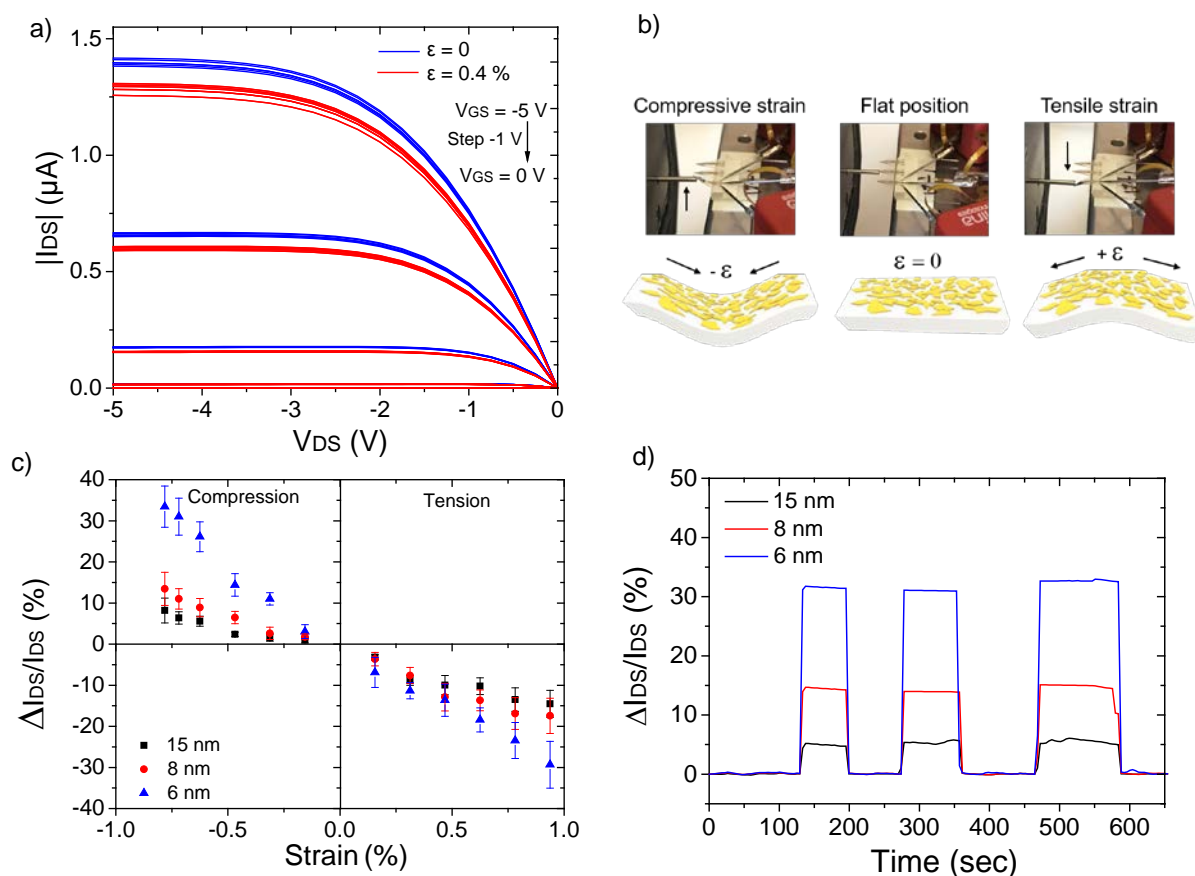 a)
1.5
1.0
0.5
0.0
|IDS| (µA)
ε = 0
ε = 0.4 %
VGS = -5 V
Step -1 V
VGS = 0 V
-5 -4 -3 -2 -1 0
VDS (V)
b)
Compressive strain Flat position Tensile strain
- ε ε = 0 + ε
c)
40
30
20
10
0
-10
-20
-30
-40
ΔIDS/IDS (%)
Compression Tension
15 nm
8 nm
6 nm
-1.0 -0.5 0.0 0.5 1.0
Strain (%)
d)
50
40
30
20
10
0
ΔIDS/IDS (%)
15 nm
8 nm
6 nm
0 100 200 300 400 500 600
Time (sec)